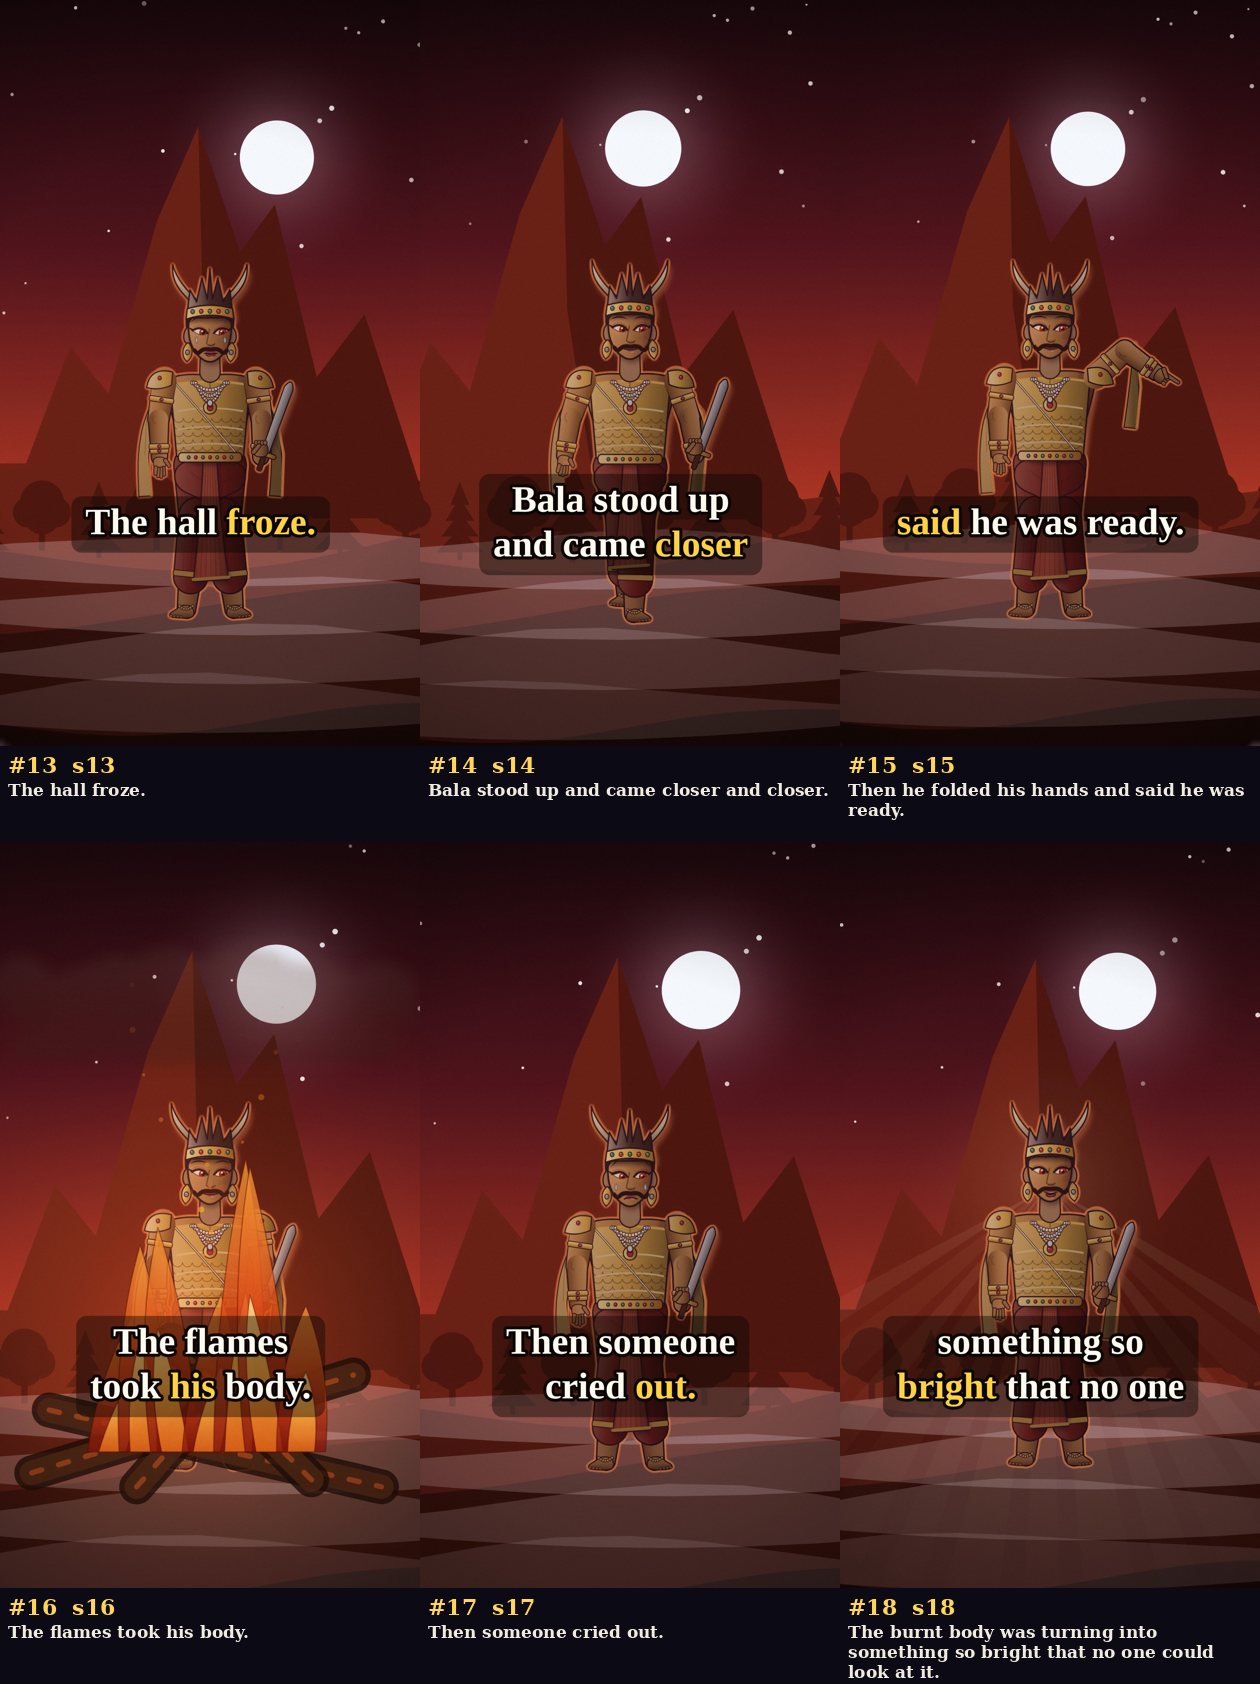 The hall froze.
Bala stood up
and came closer
said he was ready.
#13 s13
The hall froze.
#14 s14
Bala stood up and came closer and closer.
#15 s15
Then he folded his hands and said he was
ready.
The flames
took his body.
Then someone
cried out.
something so
bright that no one
#16 s16
The flames took his body.
#17 s17
Then someone cried out.
#18 s18
The burnt body was turning into
something so bright that no one could
look at it.